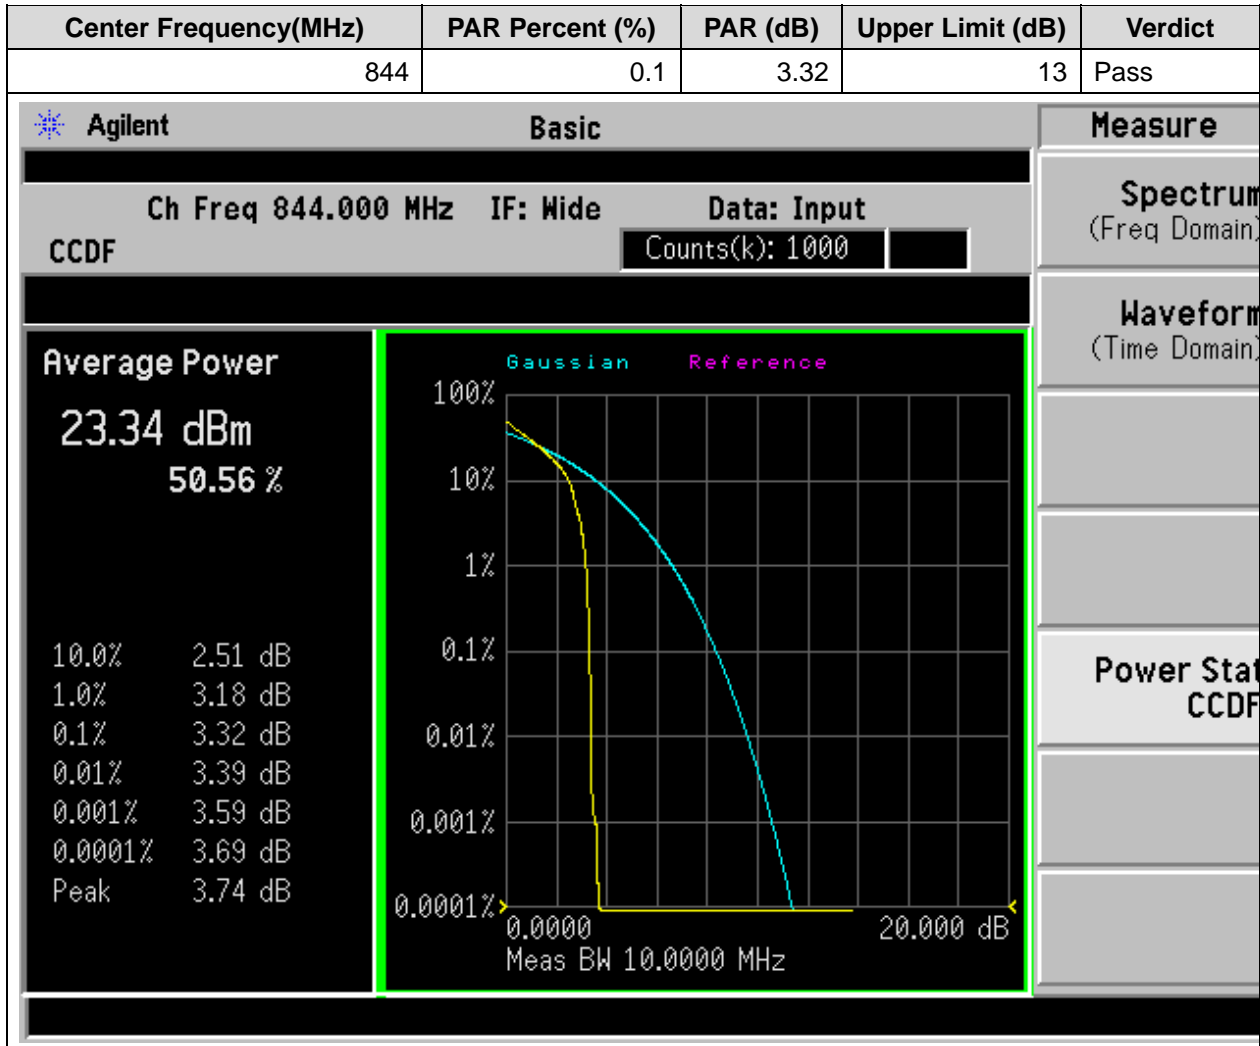 Center Frequency(MHz) PAR Percent (%) PAR (dB) Upper Limit (dB) Verdict
844 0.1 3.32 13 Pass
Agilent Basic Measure
Ch Freq 844.000 MHz IF: Wide Data: Input
CCDF Counts(k): 1000
Spectrum
(Freq Domain)
Waveform
(Time Domain)
Power Stat
CCDF
Average Power
23.34 dBm
50.56 %
10.0% 2.51 dB
1.0% 3.18 dB
0.1% 3.32 dB
0.01% 3.39 dB
0.001% 3.59 dB
0.0001% 3.69 dB
Peak 3.74 dB
Gaussian Reference
100%
10%
1%
0.1%
0.01%
0.001%
0.0001%
0.0000 20.000 dB
Meas BW 10.0000 MHz